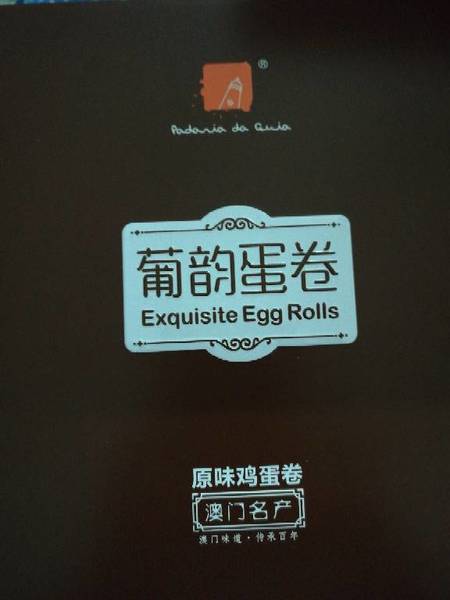 ®
Padaria da Guia
葡韵蛋卷
Exquisite Egg Rolls
原味鸡蛋卷
澳门名产
澳门味道·传承百年